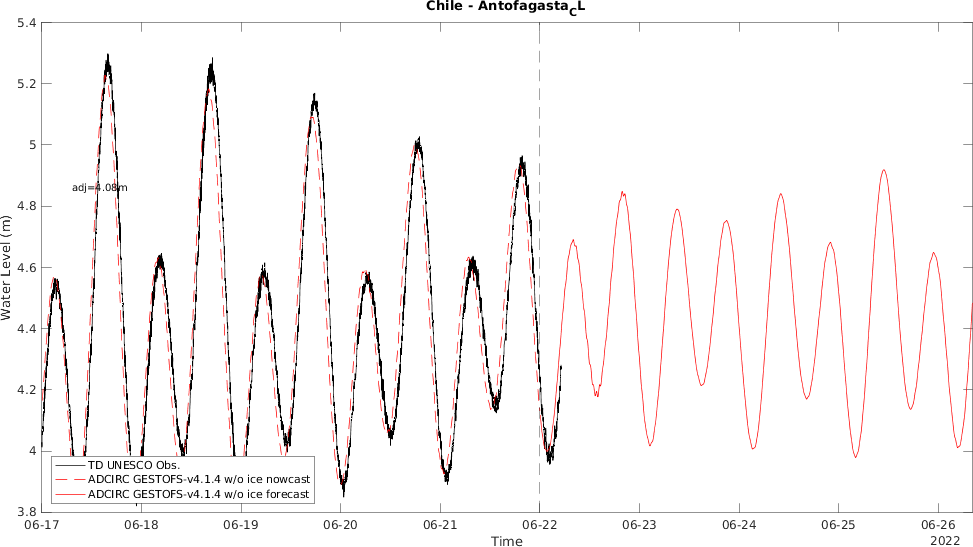 Chile - Antofagasta_CL
5.4
5.2
5
4.8
4.6
4.4
4.2
4
3.8
Water Level (m)
adj=4.08m
TD UNESCO Obs.
ADCIRC GESTOFS-v4.1.4 w/o ice nowcast
ADCIRC GESTOFS-v4.1.4 w/o ice forecast
06-17 06-18 06-19 06-20 06-21 06-22 06-23 06-24 06-25 06-26
Time
2022